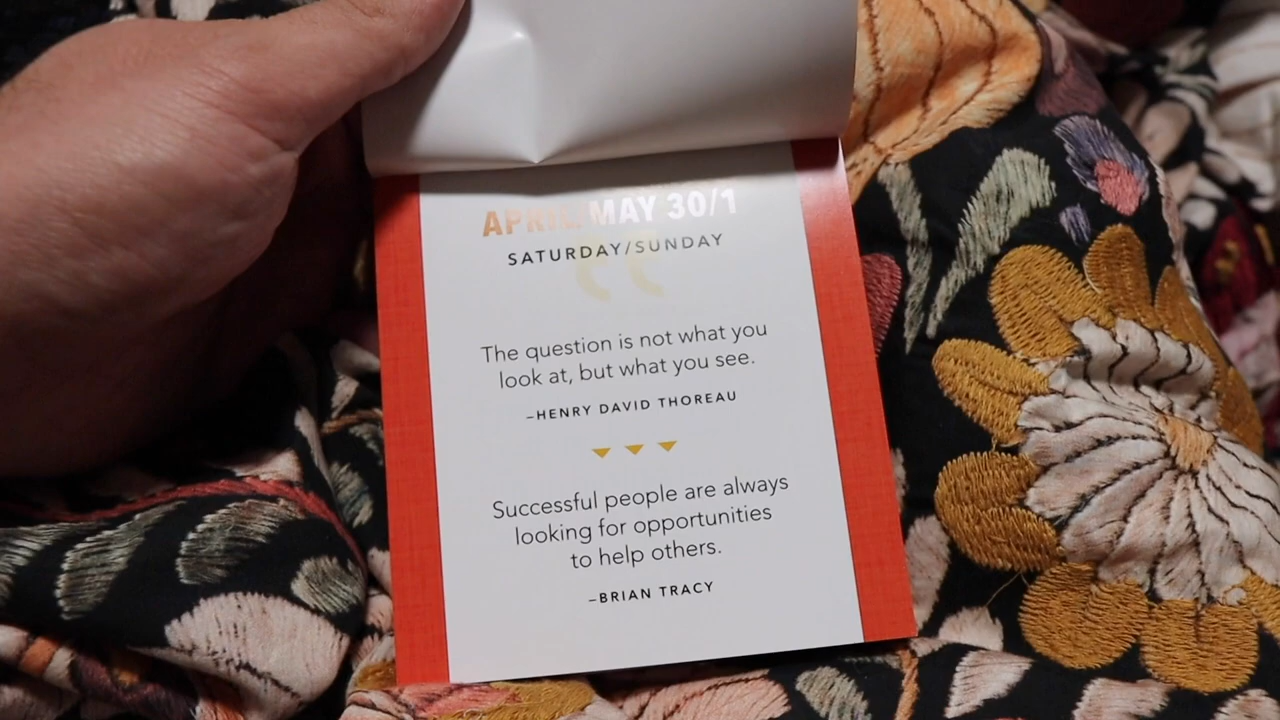 APRIL/MAY 30/1
SATURDAY/SUNDAY
The question is not what you
look at, but what you see.
–HENRY DAVID THOREAU
Successful people are always
looking for opportunities
to help others.
–BRIAN TRACY